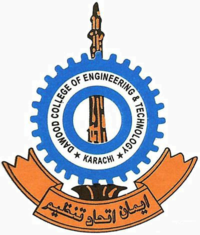 DAWOOD COLLEGE OF ENGINEERING & TECHNOLOGY
★ KARACHI ★
ایمان اتحاد تنظیم